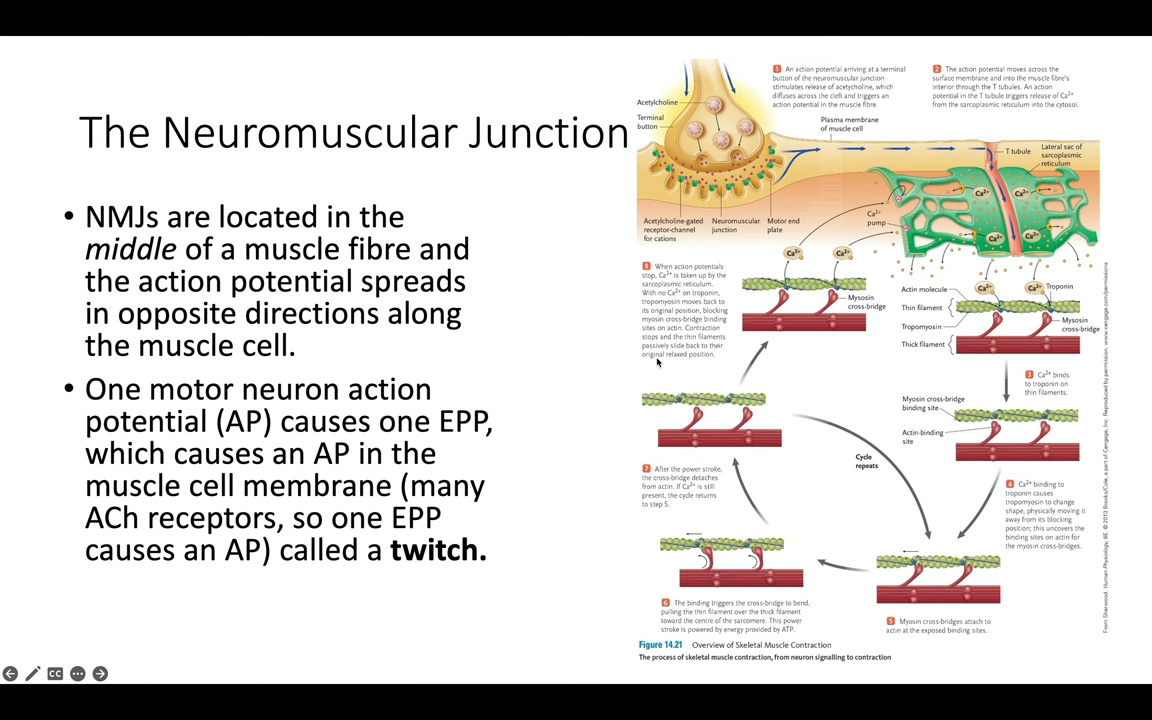 The Neuromuscular Junction
• NMJs are located in the
middle of a muscle fibre and
the action potential spreads
in opposite directions along
the muscle cell.
• One motor neuron action
potential (AP) causes one EPP,
which causes an AP in the
muscle cell membrane (many
ACh receptors, so one EPP
causes an AP) called a twitch.
1 An action potential arriving at a terminal
button of the neuromuscular junction
stimulates release of acetylcholine, which
diffuses across the cleft and triggers an
action potential in the muscle fibre.
2 The action potential moves across the
surface membrane and into the muscle fibre's
interior through the T tubules. An action
potential in the T tubule triggers release of Ca2+
from the sarcoplasmic reticulum into the cytosol.
Acetylcholine
Terminal
button
Plasma membrane
of muscle cell
T tubule
Lateral sac of
sarcoplasmic
reticulum
Ca2+
Ca2+
Ca2+
Ca2+
Acetylcholine-gated
receptor-channel
for cations
Neuromuscular
junction
Motor end
plate
Ca2+
pump
Ca2+
Ca2+
Ca2+
Ca2+
8 When action potentials
stop, Ca2+ is taken up by the
sarcoplasmic reticulum.
With no Ca2+ on troponin,
tropomyosin moves back to
its original position, blocking
myosin cross-bridge binding
sites on actin. Contraction
stops and the thin filaments
passively slide back to their
original relaxed position.
Mysosin
cross-bridge
Actin molecule
Thin filament
Tropomyosin
Thick filament
Troponin
Mysosin
cross-bridge
3 Ca2+ binds
to troponin on
thin filaments.
Myosin cross-bridge
binding site
Actin-binding
site
Cycle
repeats
7 After the power stroke,
the cross-bridge detaches
from actin. If Ca2+ is still
present, the cycle returns
to step 5.
4 Ca2+ binding to
troponin causes
tropomyosin to change
shape, physically moving it
away from its blocking
position; this uncovers the
binding sites on actin for
the myosin cross-bridges.
6 The binding triggers the cross-bridge to bend,
pulling the thin filament over the thick filament
toward the centre of the sarcomere. This power
stroke is powered by energy provided by ATP.
5 Myosin cross-bridges attach to
actin at the exposed binding sites.
Figure 14.21 Overview of Skeletal Muscle Contraction
The process of skeletal muscle contraction, from neuron signalling to contraction
From Sherwood. Human Physiology, 8E. © 2013 Brooks/Cole, a part of Cengage, Inc. Reproduced by permission. www.cengage.com/permissions
CC